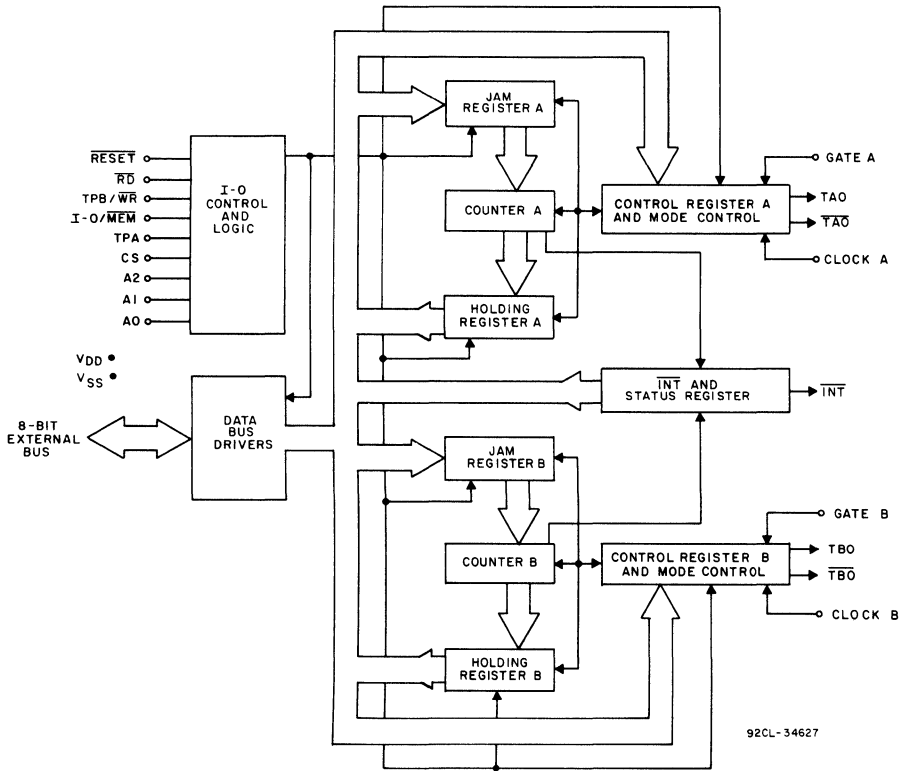 RESET
RD
TPB/WR
I-O/MEM
TPA
CS
A2
A1
A0
I-O
CONTROL
AND
LOGIC
VDD
VSS
8-BIT
EXTERNAL
BUS
DATA
BUS
DRIVERS
JAM
REGISTER A
COUNTER A
HOLDING
REGISTER A
CONTROL REGISTER A
AND MODE CONTROL
GATE A
TAO
TAO
CLOCK A
INT AND
STATUS REGISTER
INT
JAM
REGISTER B
COUNTER B
HOLDING
REGISTER B
CONTROL REGISTER B
AND MODE CONTROL
GATE B
TBO
TBO
CLOCK B
92CL-34627